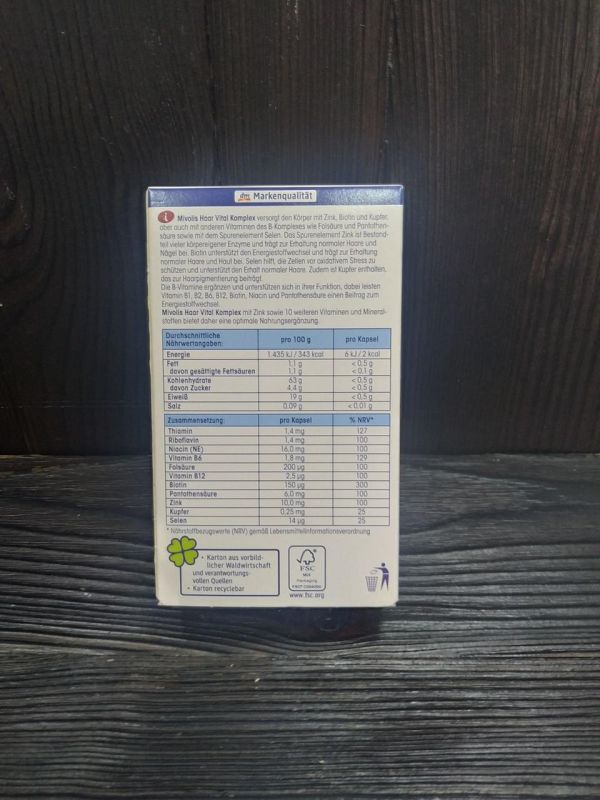 dm Markenqualität
Mivolis Haar Vital Komplex versorgt den Körper mit Zink, Biotin und Kupfer,
aber auch mit anderen Vitaminen des B-Komplexes wie Folsäure und Pantothen-
säure sowie mit dem Spurenelement Selen. Das Spurenelement Zink ist Bestand-
teil vieler körpereigener Enzyme und trägt zur Erhaltung normaler Haare und
Nägel bei. Biotin unterstützt den Energiestoffwechsel und trägt zur Erhaltung
normaler Haare und Haut bei. Selen hilft, die Zellen vor oxidativem Stress zu
schützen und unterstützt den Erhalt normaler Haare. Zudem ist Kupfer enthalten,
das zur Haarpigmentierung beiträgt.
Die B-Vitamine ergänzen und unterstützen sich in ihrer Funktion, dabei leisten
Vitamin B1, B2, B6, B12, Biotin, Niacin und Pantothensäure einen Beitrag zum
Energiestoffwechsel.
Mivolis Haar Vital Komplex mit Zink sowie 10 weiteren Vitaminen und Mineral-
stoffen bietet daher eine optimale Nahrungsergänzung.
Durchschnittliche
Nährwertangaben: pro 100 g pro Kapsel
Energie 1.435 kJ / 343 kcal 6 kJ / 2 kcal
Fett 1,1 g < 0,5 g
davon gesättigte Fettsäuren 1,1 g < 0,1 g
Kohlenhydrate 63 g < 0,5 g
davon Zucker 4,4 g < 0,5 g
Eiweiß 19 g < 0,5 g
Salz 0,09 g < 0,01 g
Zusammensetzung: pro Kapsel % NRV*
Thiamin 1,4 mg 127
Riboflavin 1,4 mg 100
Niacin (NE) 16,0 mg 100
Vitamin B6 1,8 mg 129
Folsäure 200 µg 100
Vitamin B12 2,5 µg 100
Biotin 150 µg 300
Pantothensäure 6,0 mg 100
Zink 10,0 mg 100
Kupfer 0,25 mg 25
Selen 14 µg 25
* Nährstoffbezugswerte (NRV) gemäß Lebensmittelinformationsverordnung
• Karton aus vorbild-
licher Waldwirtschaft
und verantwortungs-
vollen Quellen
• Karton recyclebar
FSC
MIX
Packaging
www.fsc.org